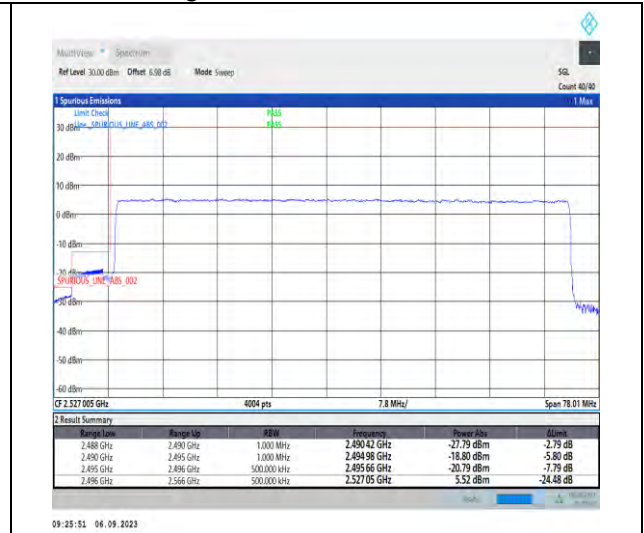 MultiView Spectrum
Ref Level 30.00 dBm Offset 6.98 dB Mode Sweep SGL
Count 40/40
1 Spurious Emissions 1 Max
Limit Check PASS
30 dBm Line _SPURIOUS_LINE_ABS_002 PASS
20 dBm
10 dBm
0 dBm
-10 dBm
-20 dBm
_SPURIOUS_LINE_ABS_002
-30 dBm
-40 dBm
-50 dBm
-60 dBm
CF 2.527 005 GHz 4004 pts 7.8 MHz/ Span 78.01 MHz
2 Result Summary
Range Low Range Up RBW Frequency Power Abs ΔLimit
2.488 GHz 2.490 GHz 1.000 MHz 2.490 42 GHz -27.79 dBm -2.79 dB
2.490 GHz 2.495 GHz 1.000 MHz 2.494 98 GHz -18.80 dBm -5.80 dB
2.495 GHz 2.496 GHz 500.000 kHz 2.495 66 GHz -20.79 dBm -7.79 dB
2.496 GHz 2.566 GHz 500.000 kHz 2.527 05 GHz 5.52 dBm -24.48 dB
09:25:51 06.09.2023